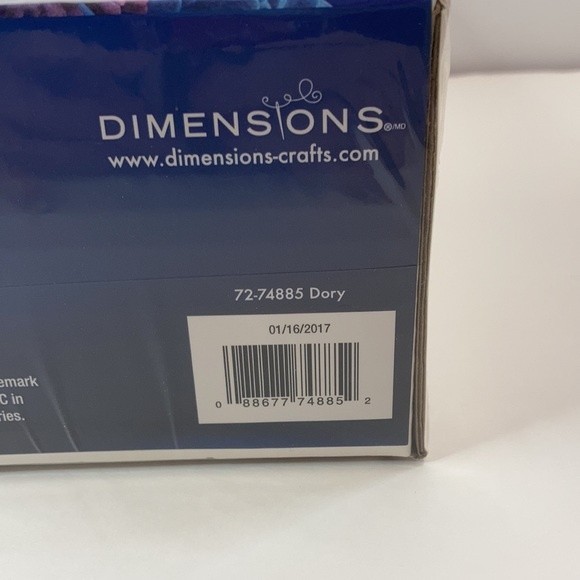 DIMENSIONS®/MD
www.dimensions-crafts.com
72-74885 Dory
01/16/2017
0 88677 74885 2
emark
C in
ries.